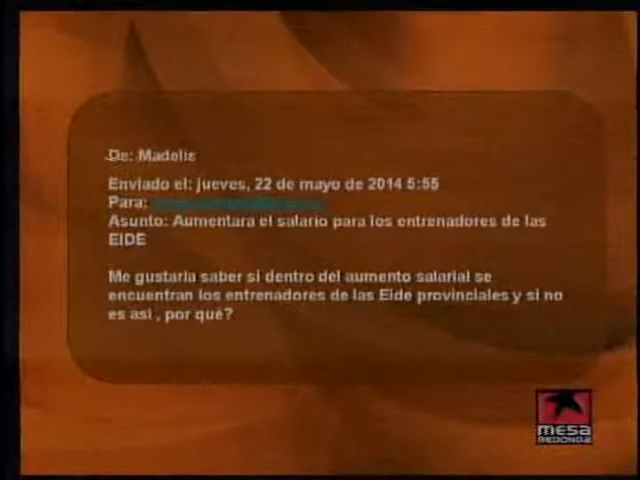 De: Madelis
Enviado el: jueves, 22 de mayo de 2014 5:55
Para:
Asunto: Aumentara el salario para los entrenadores de las
EIDE
Me gustaria saber si dentro del aumento salarial se
encuentran los entrenadores de las Eide provinciales y si no
es asi , por qué?
mesa
REDONDA